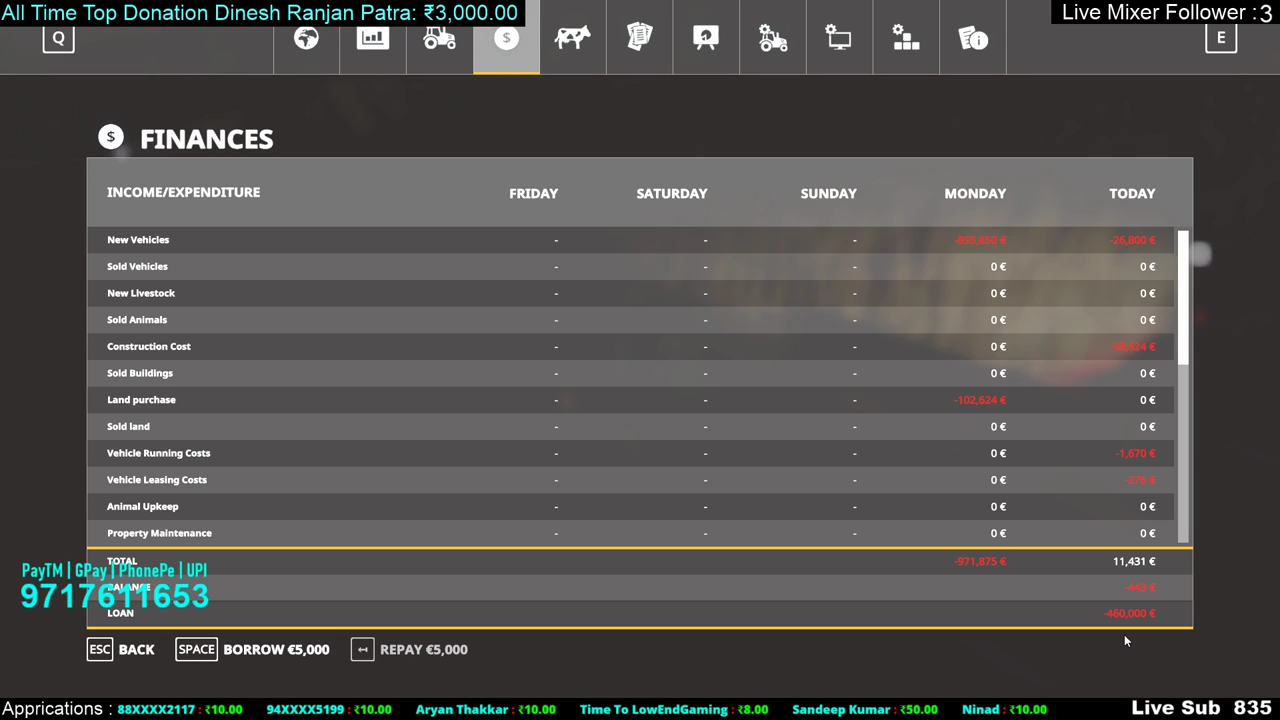 All Time Top Donation Dinesh Ranjan Patra: ₹3,000.00
Live Mixer Follower : 3
Q
E
$ FINANCES
INCOME/EXPENDITURE FRIDAY SATURDAY SUNDAY MONDAY TODAY
New Vehicles - - - -26,800 €
Sold Vehicles - - - 0 € 0 €
New Livestock - - - 0 € 0 €
Sold Animals - - - 0 € 0 €
Construction Cost - - - 0 €
Sold Buildings - - - 0 € 0 €
Land purchase - - - -102,624 € 0 €
Sold land - - - 0 € 0 €
Vehicle Running Costs - - - 0 € -1,670 €
Vehicle Leasing Costs - - - 0 € -276 €
Animal Upkeep - - - 0 € 0 €
Property Maintenance - - - 0 € 0 €
TOTAL -971,875 € 11,431 €
PayTM | GPay | PhonePe | UPI
BALANCE -443 €
9717611653
LOAN -460,000 €
ESC BACK SPACE BORROW €5,000 ↔ REPAY €5,000
Apprications : 88XXXX2117 : ₹10.00 94XXXX5199 : ₹10.00 Aryan Thakkar : ₹10.00 Time To LowEndGaming : ₹8.00 Sandeep Kumar : ₹50.00 Ninad : ₹10.00 Live Sub 835